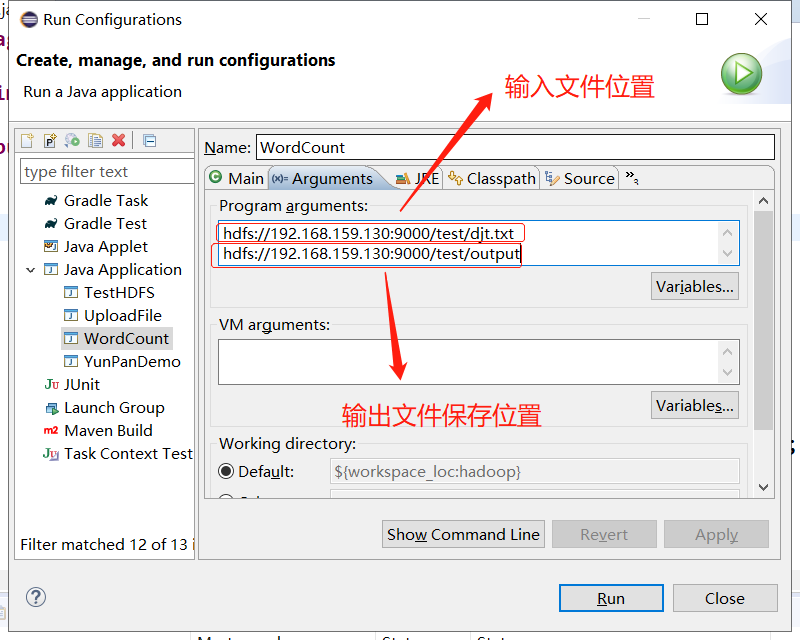 Run Configurations
Create, manage, and run configurations
Run a Java application
输入文件位置
type filter text
Gradle Task
Gradle Test
Java Applet
Java Application
TestHDFS
UploadFile
WordCount
YunPanDemo
JUnit
Launch Group
m2 Maven Build
Task Context Test
Filter matched 12 of 13 i
Name: WordCount
Main (x)= Arguments JRE Classpath Source »3
Program arguments:
hdfs://192.168.159.130:9000/test/djt.txt
hdfs://192.168.159.130:9000/test/output
Variables...
VM arguments:
Variables...
输出文件保存位置
Working directory:
Default: ${workspace_loc:hadoop}
Show Command Line Revert Apply
? Run Close